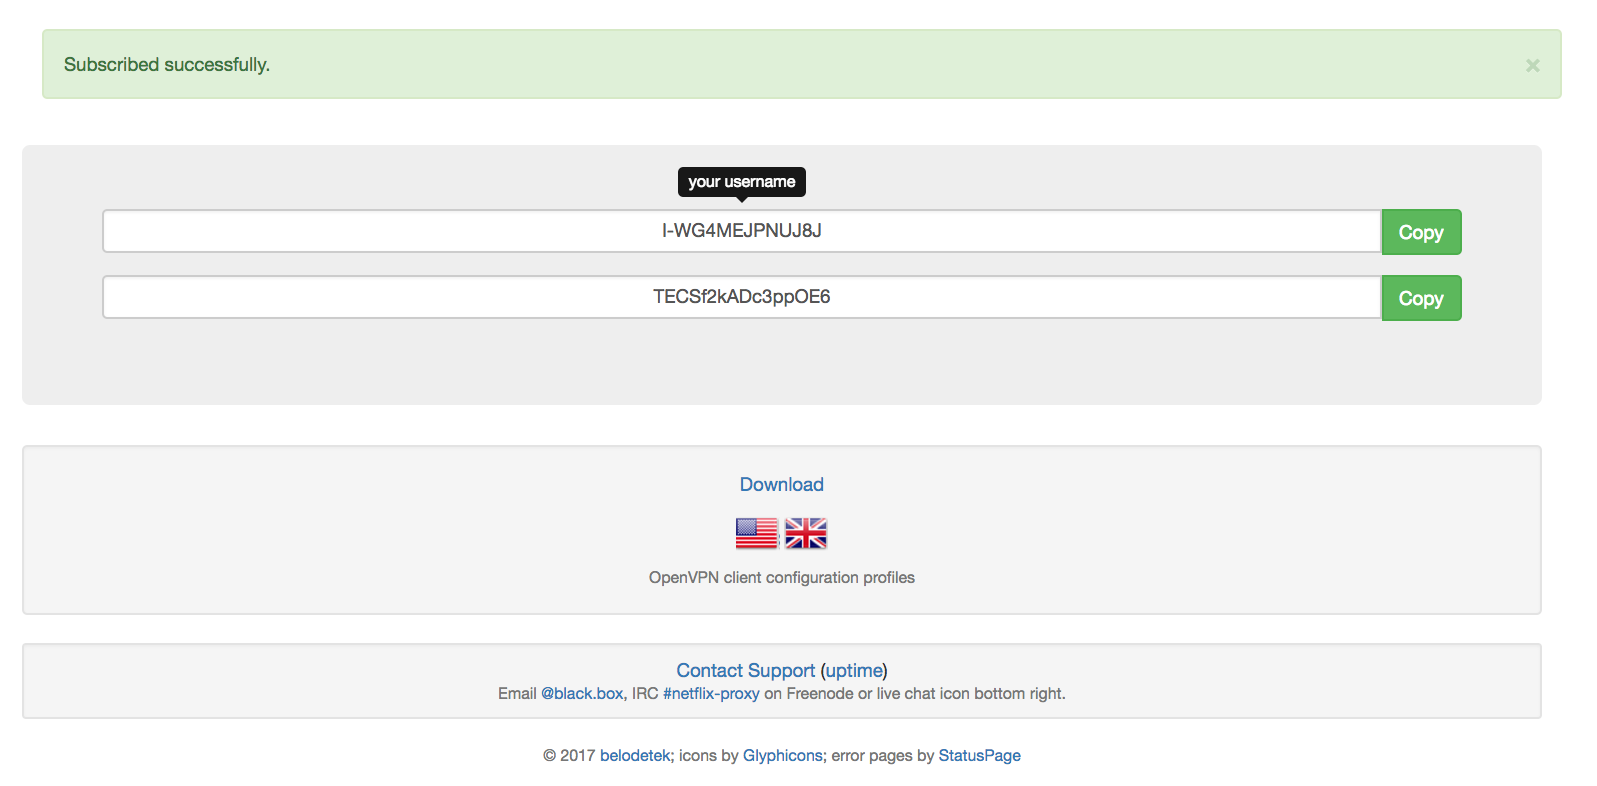 Subscribed successfully.
×
your username
I-WG4MEJPNUJ8J
Copy
TECSf2kADc3ppOE6
Copy
Download
OpenVPN client configuration profiles
Contact Support (uptime)
Email @black.box, IRC #netflix-proxy on Freenode or live chat icon bottom right.
© 2017 belodetek; icons by Glyphicons; error pages by StatusPage